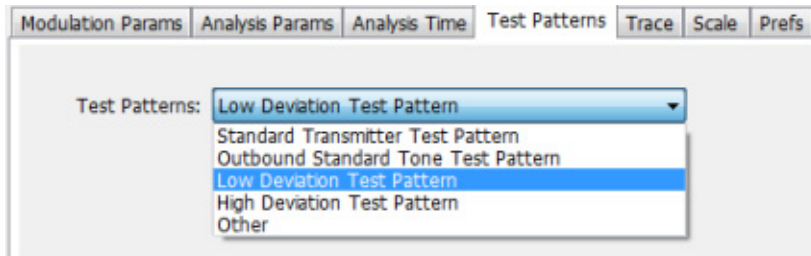 Modulation Params Analysis Params Analysis Time Test Patterns Trace Scale Prefs
Test Patterns: Low Deviation Test Pattern
Standard Transmitter Test Pattern
Outbound Standard Tone Test Pattern
Low Deviation Test Pattern
High Deviation Test Pattern
Other